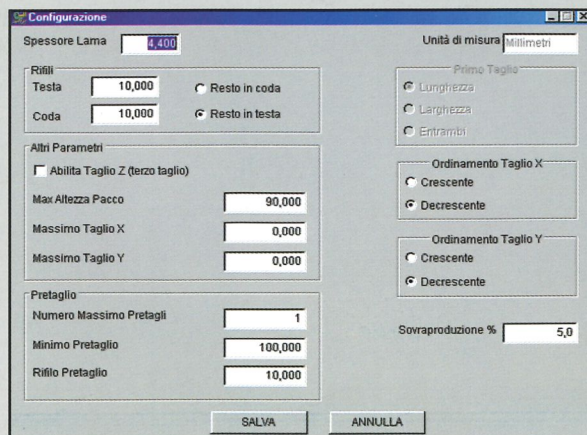 Configurazione
Spessore Lama 4,400
Unità di misura Millimetri
Rifili
Testa 10,000
Coda 10,000
Resto in coda
Resto in testa
Primo Taglio
Lunghezza
Larghezza
Entrambi
Altri Parametri
Abilita Taglio Z (terzo taglio)
Max Altezza Pacco 90,000
Massimo Taglio X 0,000
Massimo Taglio Y 0,000
Ordinamento Taglio X
Crescente
Decrescente
Ordinamento Taglio Y
Crescente
Decrescente
Pretaglio
Numero Massimo Pretagli 1
Minimo Pretaglio 100,000
Rifilo Pretaglio 10,000
Sovraproduzione % 5,0
SALVA
ANNULLA